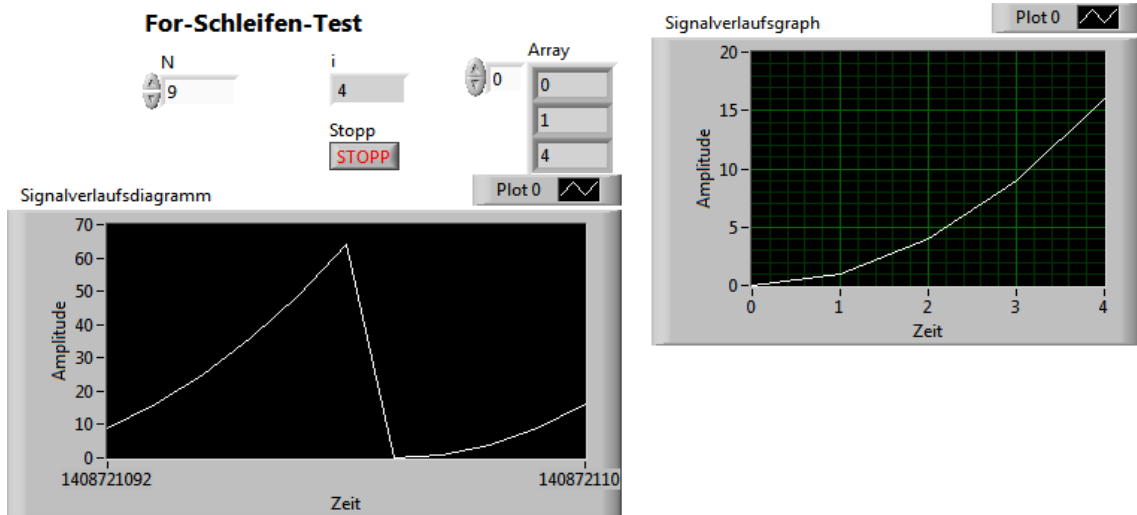 For-Schleifen-Test
N
9
i
4
Stopp
STOPP
0
Array
0
1
4
Signalverlaufsdiagramm
Plot 0
Amplitude
70
60
50
40
30
20
10
0
1408721092
140872110
Zeit
Signalverlaufsgraph
Plot 0
Amplitude
20
15
10
5
0
0 1 2 3 4
Zeit